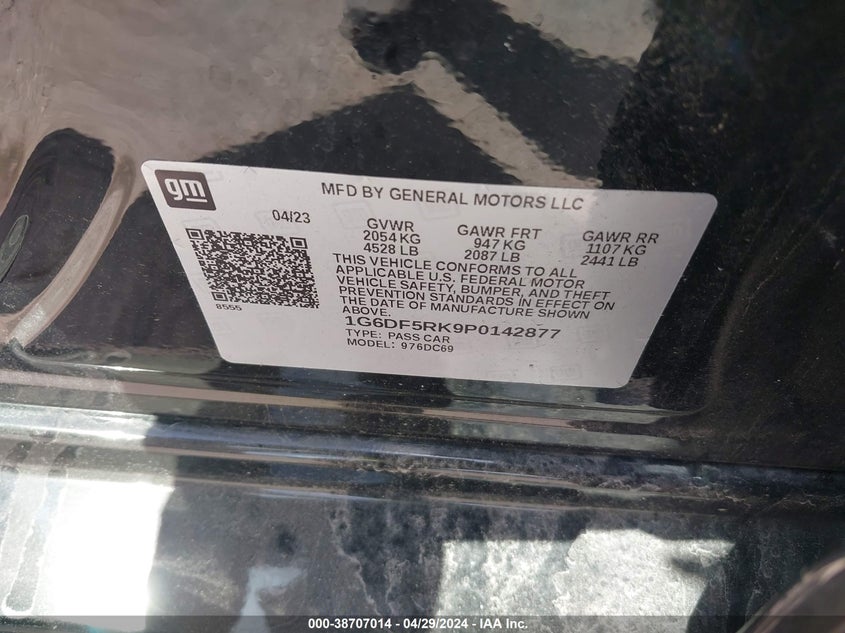 gm
MFD BY GENERAL MOTORS LLC
04/23
GVWR
2054 KG
4528 LB
GAWR FRT
947 KG
2087 LB
GAWR RR
1107 KG
2441 LB
THIS VEHICLE CONFORMS TO ALL
APPLICABLE U.S. FEDERAL MOTOR
VEHICLE SAFETY, BUMPER, AND THEFT
PREVENTION STANDARDS IN EFFECT ON
THE DATE OF MANUFACTURE SHOWN
ABOVE.
8555
1G6DF5RK9P0142877
TYPE: PASS CAR
MODEL: 976DC69
000-38707014 / 04/29/2024 - IAA Inc.